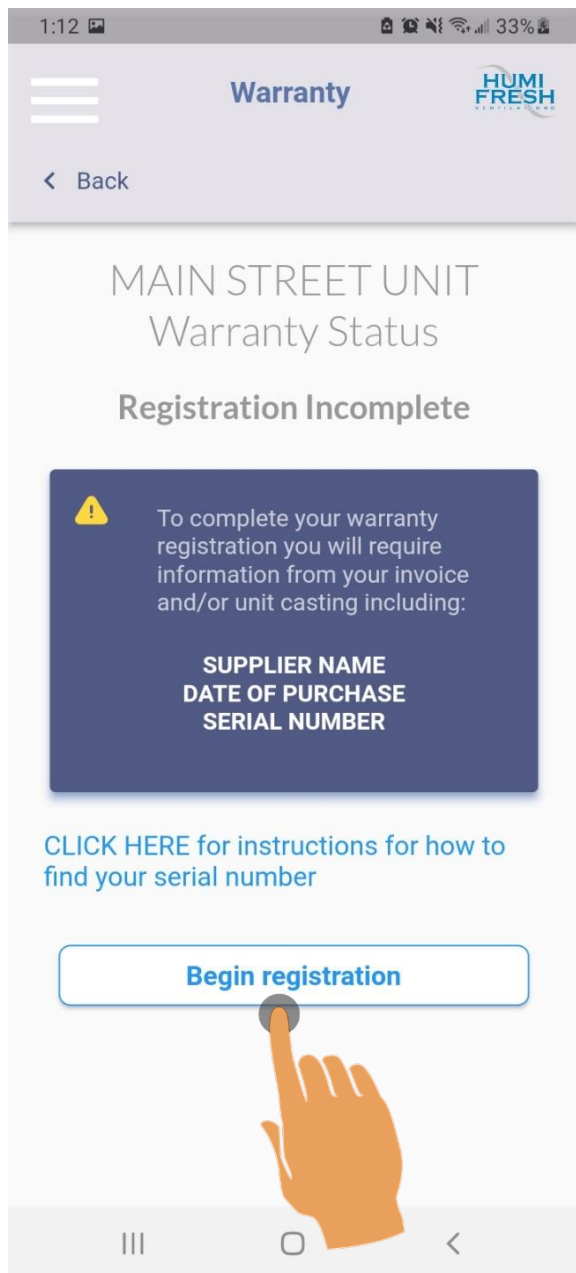 1:12 33%
Warranty
HUMI
FRESH
VENTILATIONS
Back
MAIN STREET UNIT
Warranty Status
Registration Incomplete
To complete your warranty
registration you will require
information from your invoice
and/or unit casting including:
SUPPLIER NAME
DATE OF PURCHASE
SERIAL NUMBER
CLICK HERE for instructions for how to
find your serial number
Begin registration